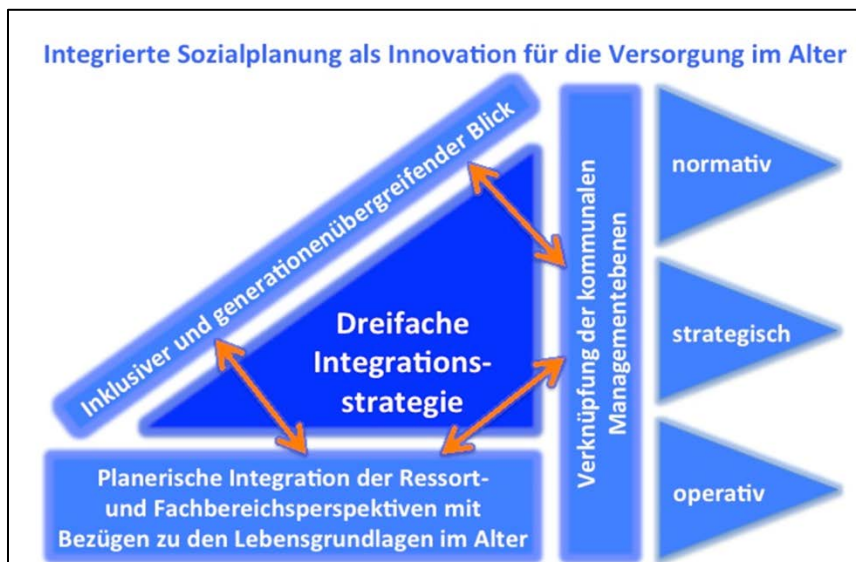 Integrierte Sozialplanung als Innovation für die Versorgung im Alter
Inklusiver und generationenübergreifender Blick
Dreifache
Integrations-
strategie
Planerische Integration der Ressort-
und Fachbereichsperspektiven mit
Bezügen zu den Lebensgrundlagen im Alter
Verknüpfung der kommunalen
Managementebenen
normativ
strategisch
operativ